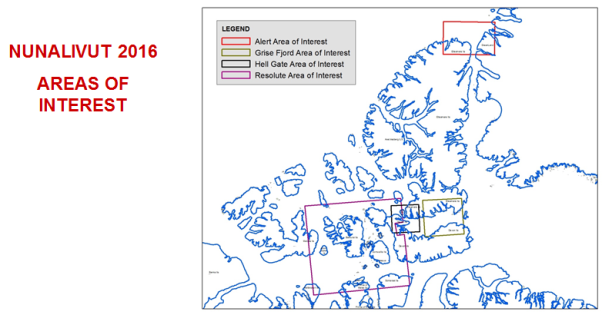 NUNALIVUT 2016
AREAS OF
INTEREST
LEGEND
Alert Area of Interest
Grise Fjord Area of Interest
Hell Gate Area of Interest
Resolute Area of Interest